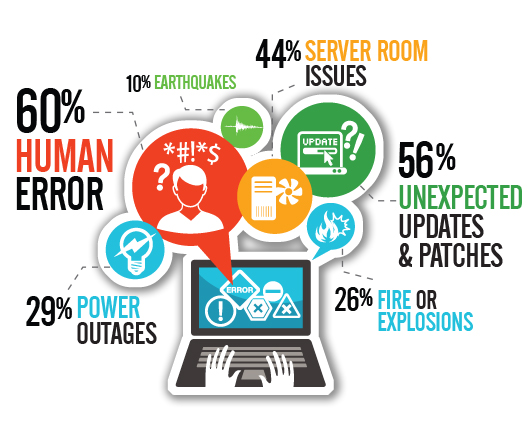 44% SERVER ROOM
ISSUES
10% EARTHQUAKES
60%
HUMAN
ERROR
*#!*$
?
UPDATE
?!
56%
UNEXPECTED
UPDATES
& PATCHES
29% POWER
OUTAGES
ERROR
!
26% FIRE OR
EXPLOSIONS